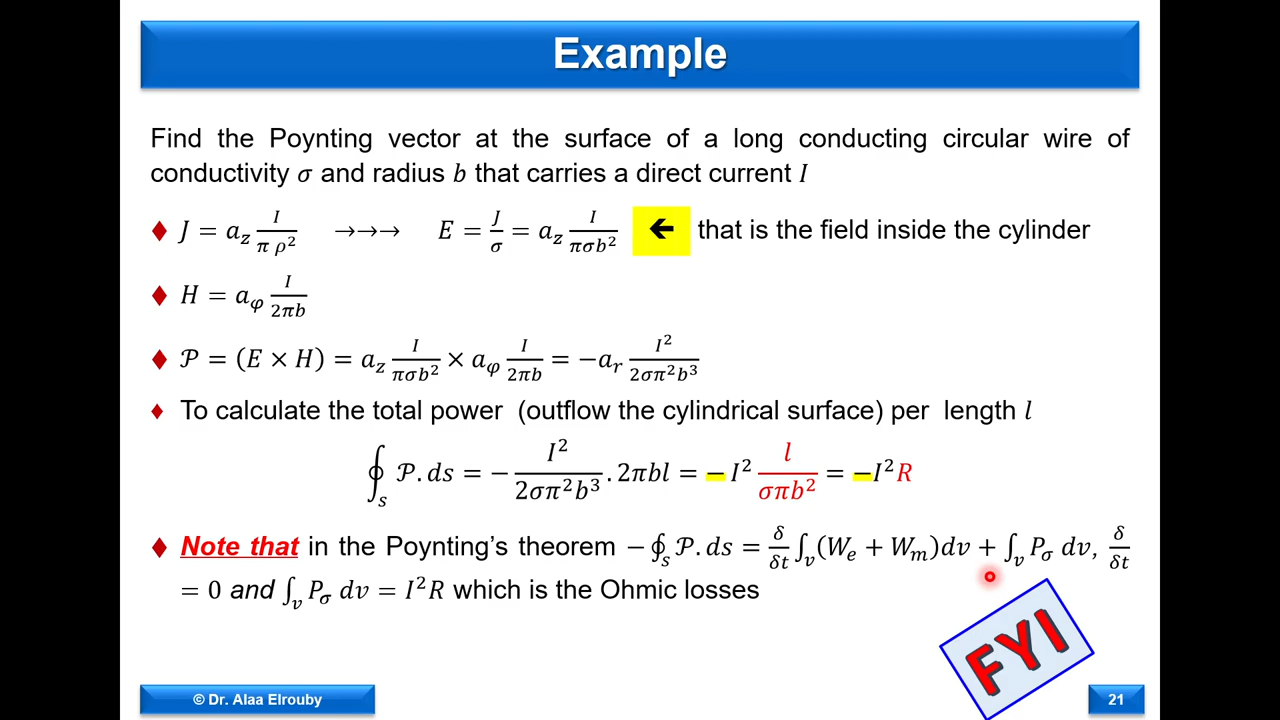 Example
Find the Poynting vector at the surface of a long conducting circular wire of
conductivity σ and radius b that carries a direct current I
♦ J = a_z I/(π ρ²) →→→ E = J/σ = a_z I/(πσb²) ← that is the field inside the cylinder
♦ H = a_φ I/(2πb)
♦ 𝒫 = (E × H) = a_z I/(πσb²) × a_φ I/(2πb) = −a_r I²/(2σπ²b³)
♦ To calculate the total power (outflow the cylindrical surface) per length l
∮_s 𝒫. ds = − I²/(2σπ²b³) . 2πbl = − I² l/(σπb²) = −I²R
♦ Note that in the Poynting's theorem − ∮_s 𝒫. ds = δ/δt ∫_v (W_e + W_m)dv + ∫_v P_σ dv, δ/δt
= 0 and ∫_v P_σ dv = I²R which is the Ohmic losses
FYI
© Dr. Alaa Elrouby
21